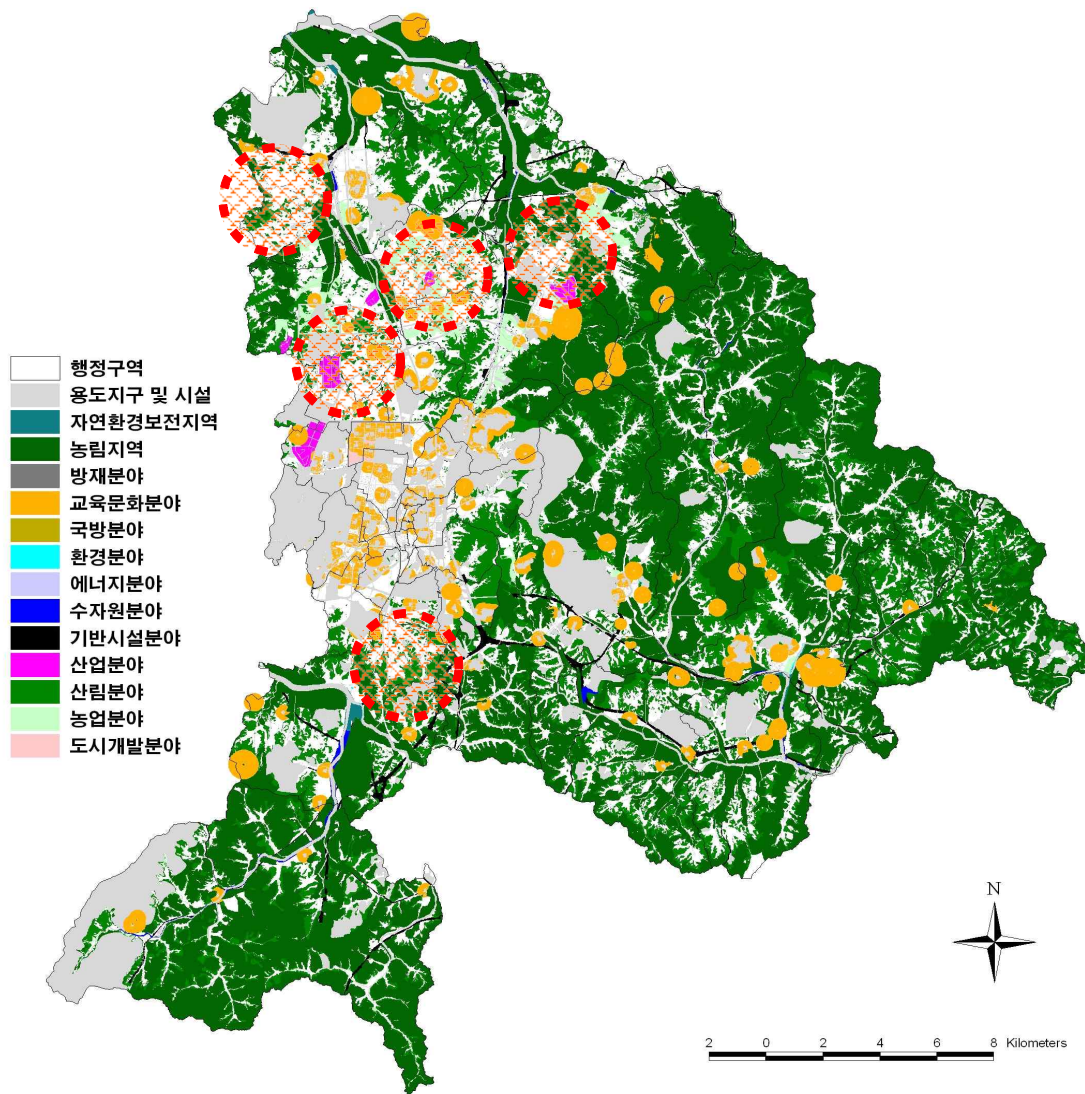 행정구역
용도지구 및 시설
자연환경보전지역
농림지역
방재분야
교육문화분야
국방분야
환경분야
에너지분야
수자원분야
기반시설분야
산업분야
산림분야
농업분야
도시개발분야
N
2 0 2 4 6 8 Kilometers